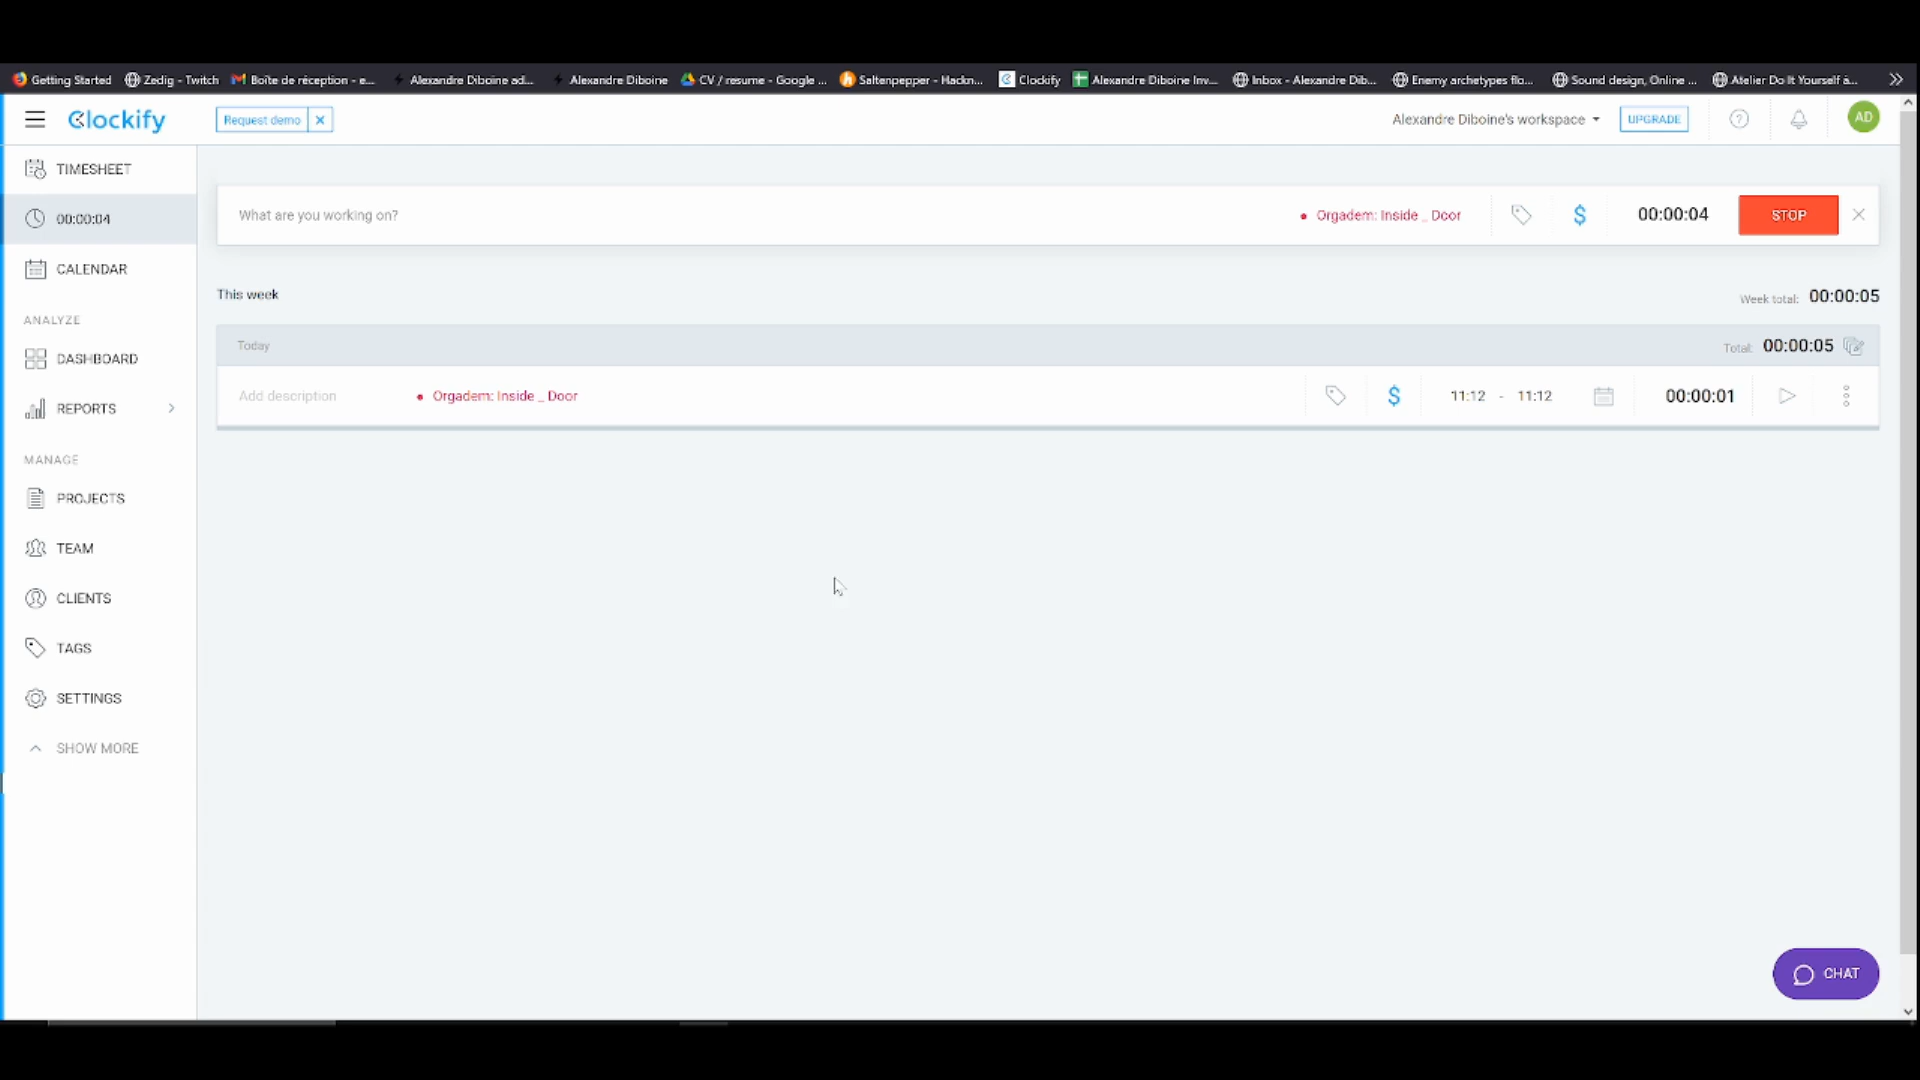 Getting Started Zedig - Twitch Boîte de réception - e... Alexandre Diboine ad... Alexandre Diboine CV / resume - Google ... Saltenpepper - Hackn... Clockify Alexandre Diboine Inv... Inbox - Alexandre Dib... Enemy archetypes flo... Sound design, Online ... Atelier Do It Yourself à...
Clockify Request demo Alexandre Diboine's workspace UPGRADE AD
TIMESHEET
00:00:04
What are you working on? Orgadem: Inside _ Door $ 00:00:04 STOP
CALENDAR
This week Week total: 00:00:05
ANALYZE
Today Total: 00:00:05
DASHBOARD
Add description Orgadem: Inside _ Door $ 11:12 - 11:12 00:00:01
REPORTS
MANAGE
PROJECTS
TEAM
CLIENTS
TAGS
SETTINGS
SHOW MORE
CHAT